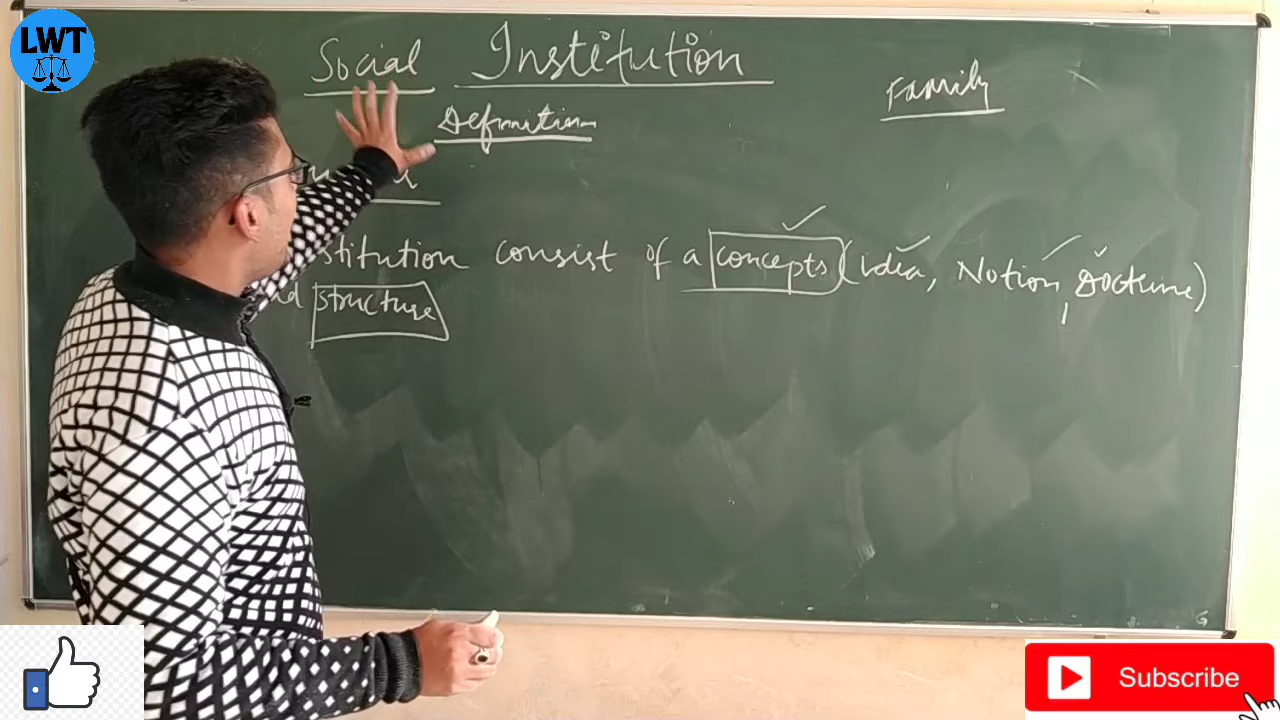 LWT
Social Institution
Family
Definition
stitution consist of a concepts (idea, Notion, Doctrine)
structure
Subscribe